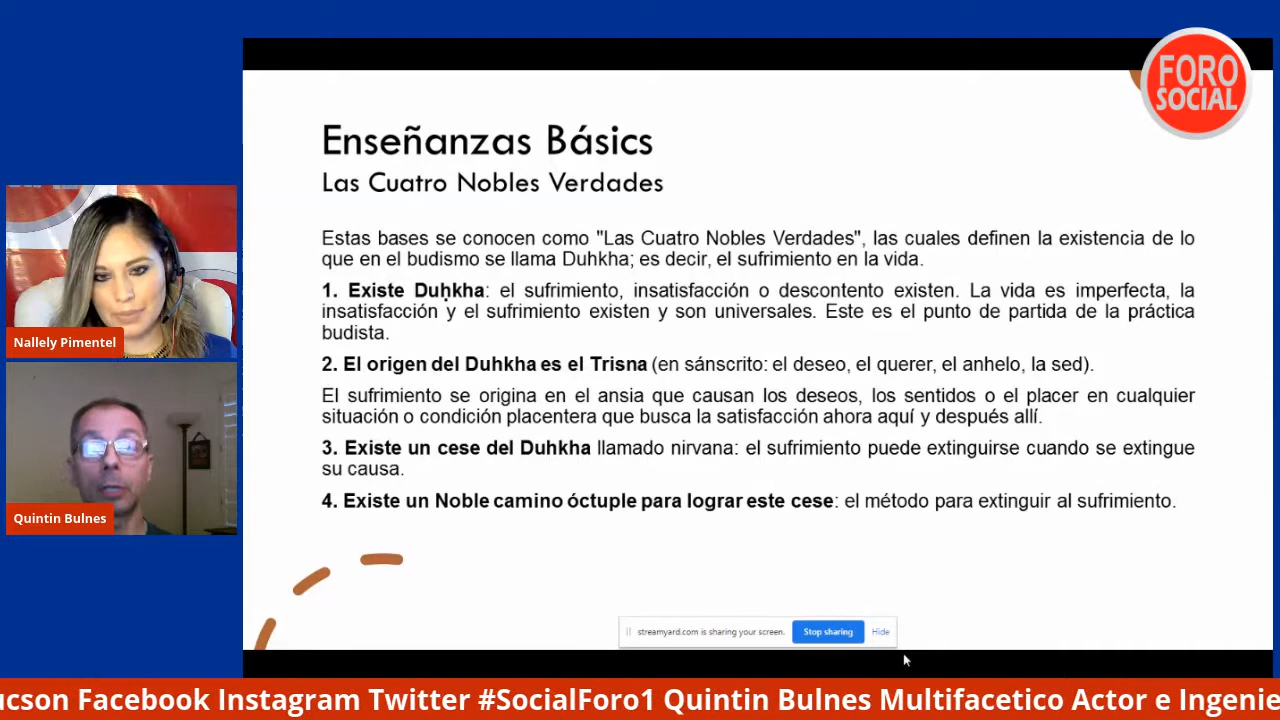 FORO
SOCIAL
Enseñanzas Básics
Las Cuatro Nobles Verdades
Estas bases se conocen como "Las Cuatro Nobles Verdades", las cuales definen la existencia de lo
que en el budismo se llama Duhkha; es decir, el sufrimiento en la vida.
1. Existe Duḥkha: el sufrimiento, insatisfacción o descontento existen. La vida es imperfecta, la
insatisfacción y el sufrimiento existen y son universales. Este es el punto de partida de la práctica
budista.
2. El origen del Duhkha es el Trisna (en sánscrito: el deseo, el querer, el anhelo, la sed).
El sufrimiento se origina en el ansia que causan los deseos, los sentidos o el placer en cualquier
situación o condición placentera que busca la satisfacción ahora aquí y después allí.
3. Existe un cese del Duhkha llamado nirvana: el sufrimiento puede extinguirse cuando se extingue
su causa.
4. Existe un Noble camino óctuple para lograr este cese: el método para extinguir al sufrimiento.
Nallely Pimentel
Quintin Bulnes
streamyard.com is sharing your screen.
Stop sharing
Hide
ucson Facebook Instagram Twitter #SocialForo1 Quintin Bulnes Multifacetico Actor e Ingenie